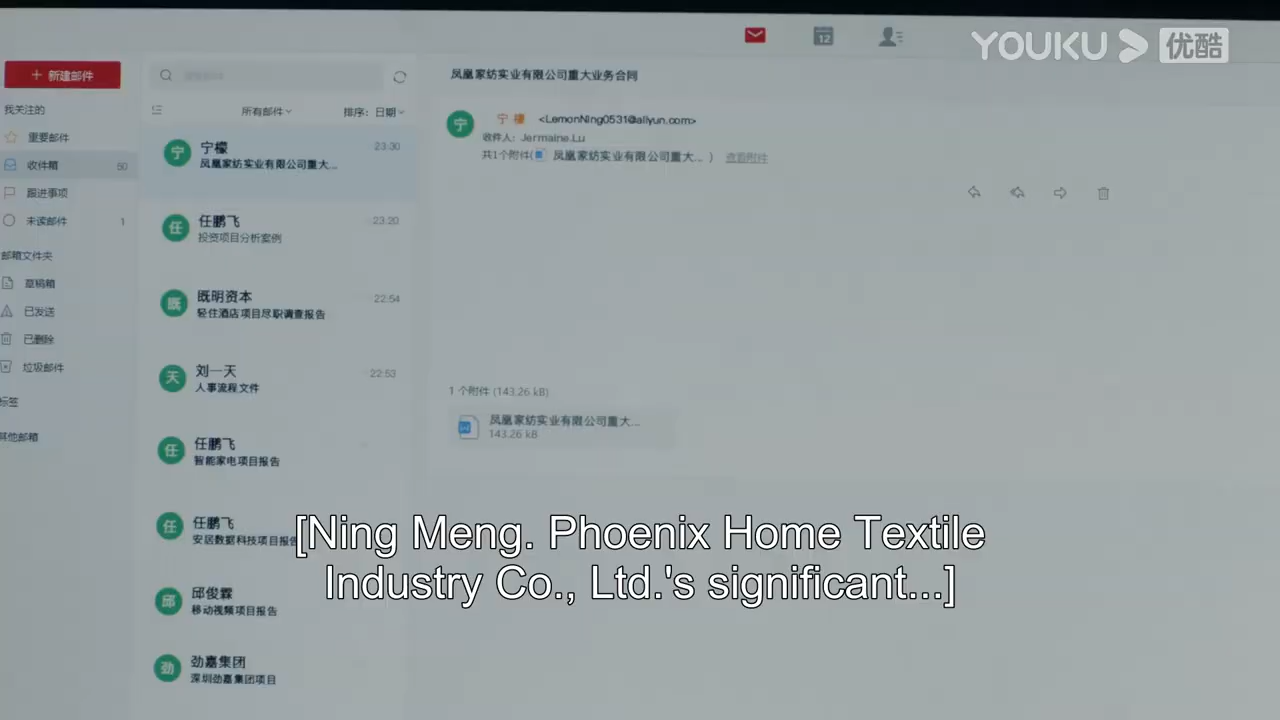 YOUKU 优酷
12
新建邮件
我关注的
重要邮件
收件箱 50
跟进事项
未读邮件 1
邮箱文件夹
草稿箱
已发送
已删除
垃圾邮件
标签
其他邮箱
所有邮件 排序: 日期
宁檬 23:30
凤凰家纺实业有限公司重大...
任鹏飞 23:20
投资项目分析案例
既明资本 22:54
轻住酒店项目尽职调查报告
刘一天 22:53
人事流程文件
任鹏飞
智能家电项目报告
任鹏飞
安居数据科技项目报告
邱俊霖
移动视频项目报告
劲嘉集团
深圳劲嘉集团项目
凤凰家纺实业有限公司重大业务合同
宁 檬 <LemonNing0531@aliyun.com>
收件人: Jermaine.Lu
共1个附件( 凤凰家纺实业有限公司重大... ) 查看附件
1 个附件 (143.26 kB)
凤凰家纺实业有限公司重大...
143.26 kB
[Ning Meng. Phoenix Home Textile
Industry Co., Ltd.'s significant...]